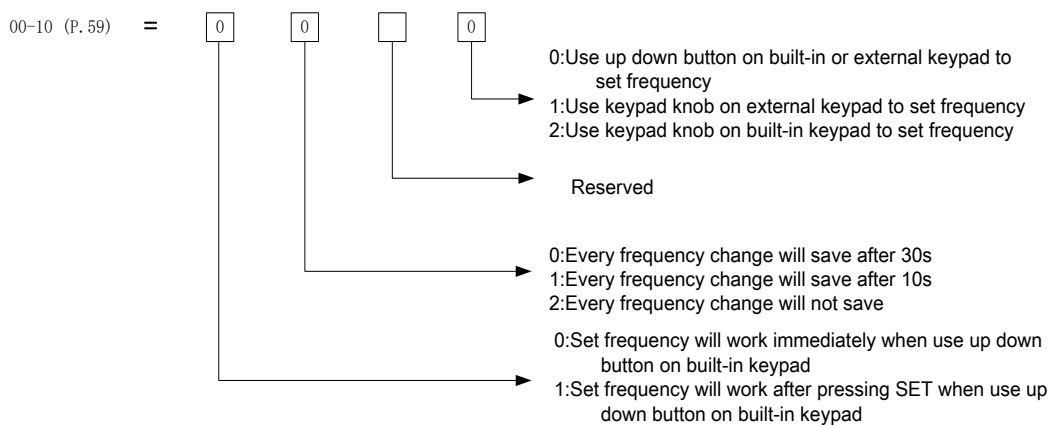 00-10 (P.59) = 0 0 0
0:Use up down button on built-in or external keypad to
set frequency
1:Use keypad knob on external keypad to set frequency
2:Use keypad knob on built-in keypad to set frequency
Reserved
0:Every frequency change will save after 30s
1:Every frequency change will save after 10s
2:Every frequency change will not save
0:Set frequency will work immediately when use up down
button on built-in keypad
1:Set frequency will work after pressing SET when use up
down button on built-in keypad